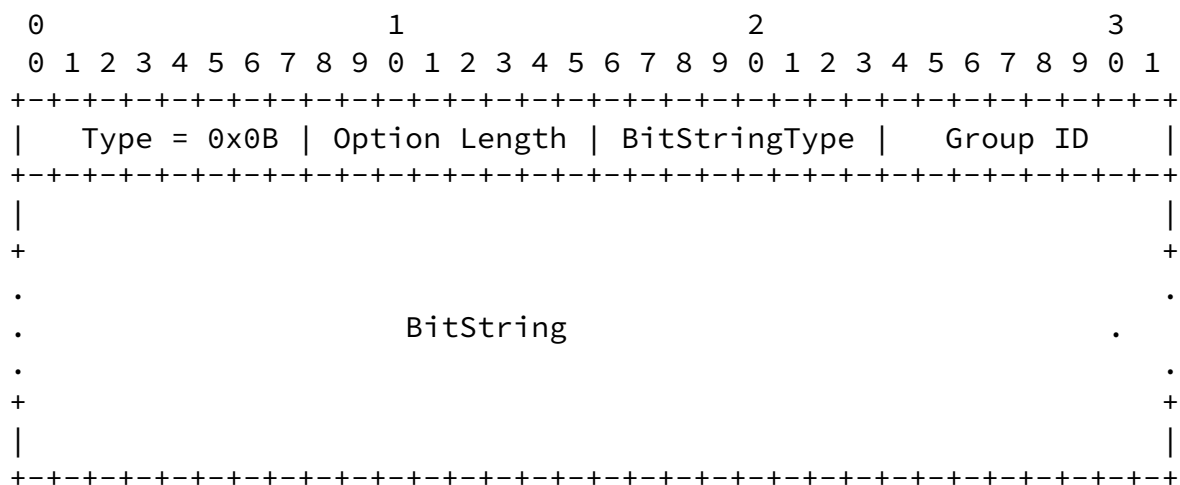 0                   1                   2                   3
 0 1 2 3 4 5 6 7 8 9 0 1 2 3 4 5 6 7 8 9 0 1 2 3 4 5 6 7 8 9 0 1
+-+-+-+-+-+-+-+-+-+-+-+-+-+-+-+-+-+-+-+-+-+-+-+-+-+-+-+-+-+-+-+-+
|   Type = 0x0B | Option Length | BitStringType |   Group ID    |
+-+-+-+-+-+-+-+-+-+-+-+-+-+-+-+-+-+-+-+-+-+-+-+-+-+-+-+-+-+-+-+-+
|                                                               |
+                                                               +
.                                                               .
.                     BitString                              .
.                                                               .
+                                                               +
|                                                               |
+-+-+-+-+-+-+-+-+-+-+-+-+-+-+-+-+-+-+-+-+-+-+-+-+-+-+-+-+-+-+-+-+